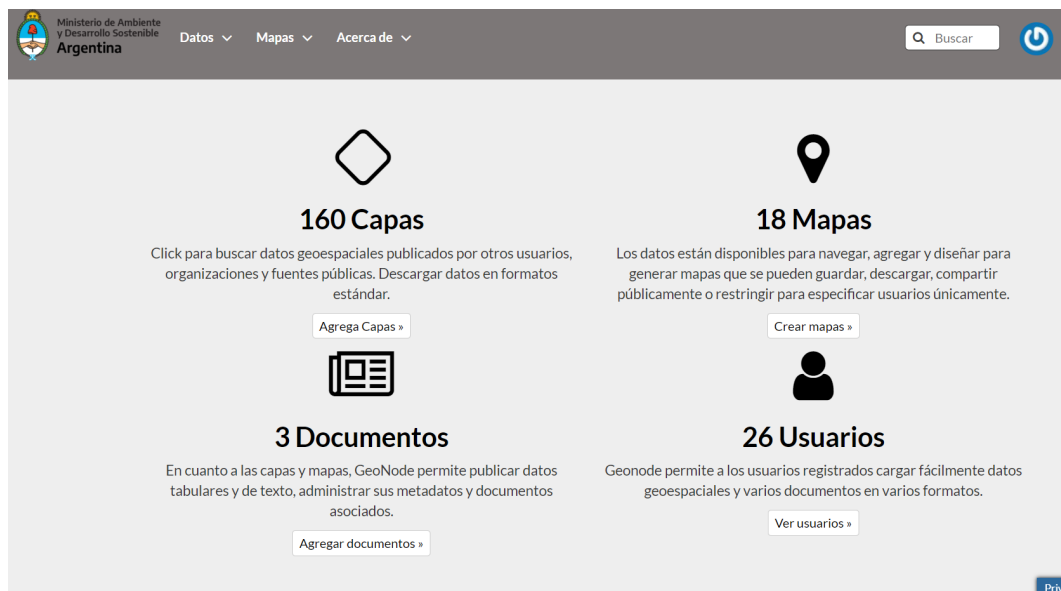 Ministerio de Ambiente
y Desarrollo Sostenible
Argentina
Datos
Mapas
Acerca de
Buscar
160 Capas
Click para buscar datos geoespaciales publicados por otros usuarios,
organizaciones y fuentes públicas. Descargar datos en formatos
estándar.
Agrega Capas »
18 Mapas
Los datos están disponibles para navegar, agregar y diseñar para
generar mapas que se pueden guardar, descargar, compartir
públicamente o restringir para especificar usuarios únicamente.
Crear mapas »
3 Documentos
En cuanto a las capas y mapas, GeoNode permite publicar datos
tabulares y de texto, administrar sus metadatos y documentos
asociados.
Agregar documentos »
26 Usuarios
Geonode permite a los usuarios registrados cargar fácilmente datos
geoespaciales y varios documentos en varios formatos.
Ver usuarios »